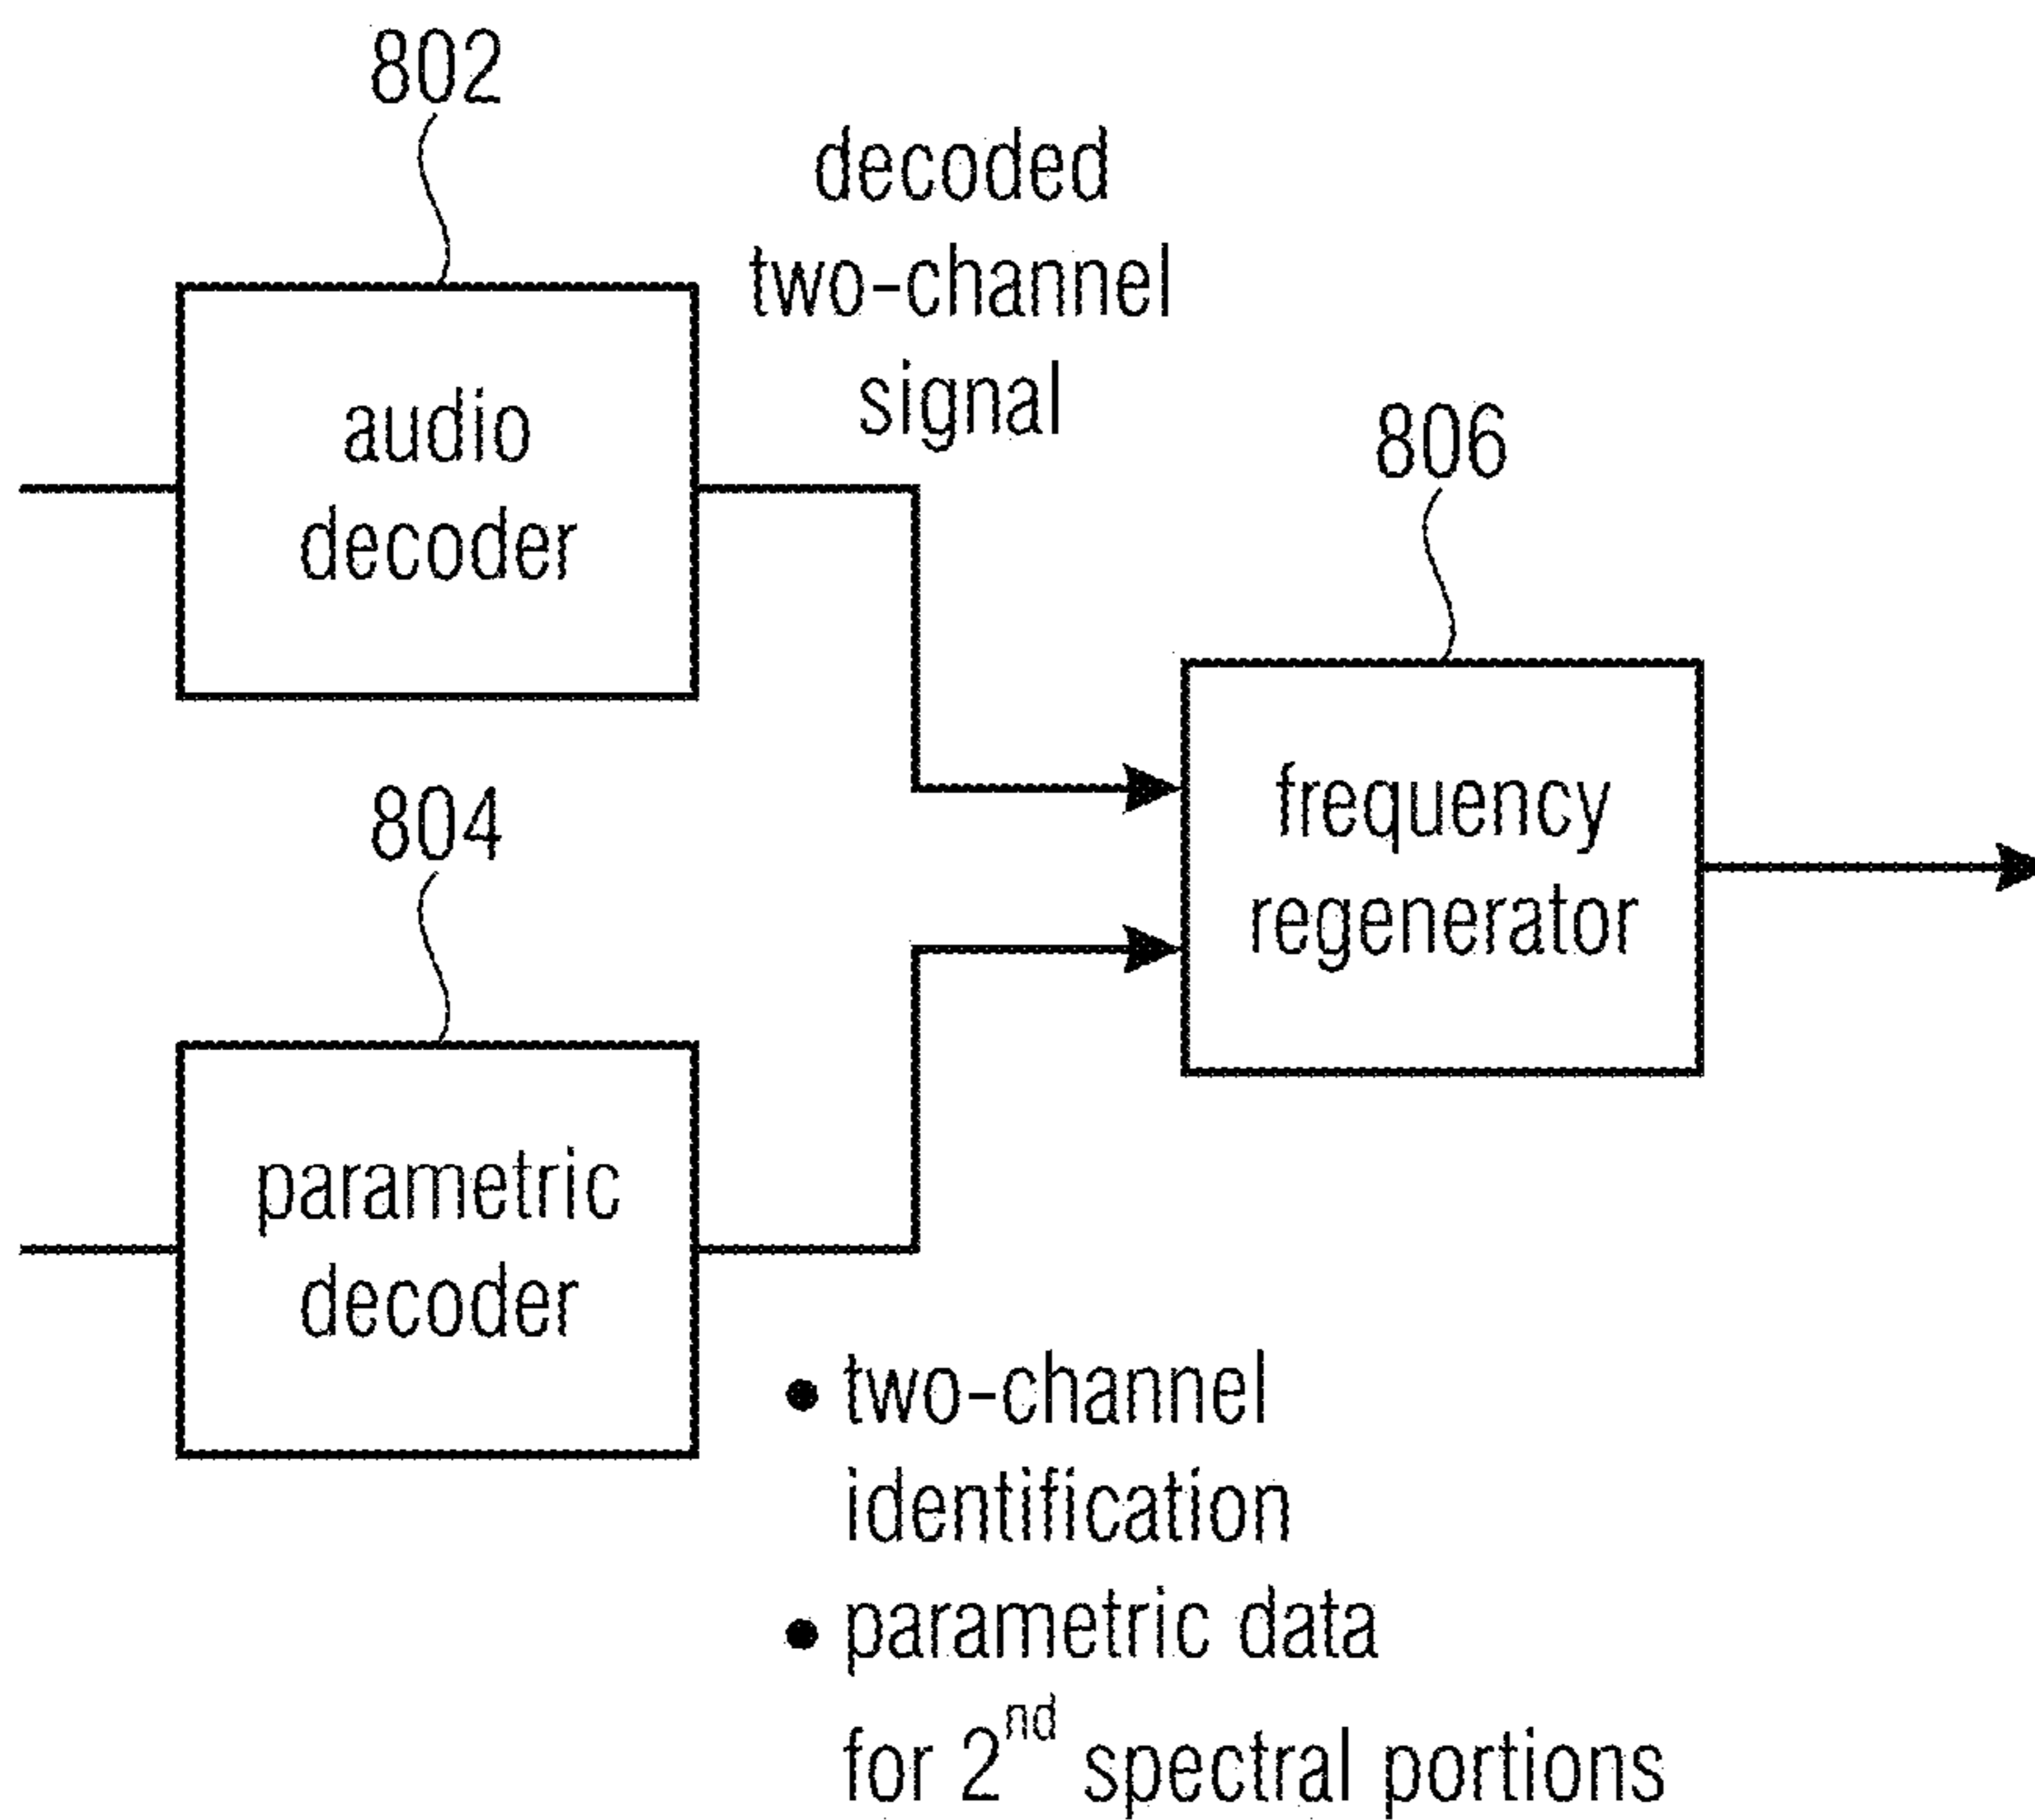 802
decoded
two-channel
signal
audio
decoder
806
804
frequency
regenerator
parametric
decoder
• two-channel
identification
• parametric data
for 2nd spectral portions